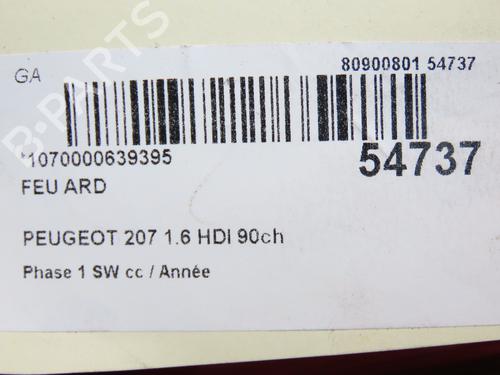 GA
80900801 54737
*1070000639395
54737
FEU ARD
PEUGEOT 207 1.6 HDI 90ch
Phase 1 SW cc / Année
B-PARTS